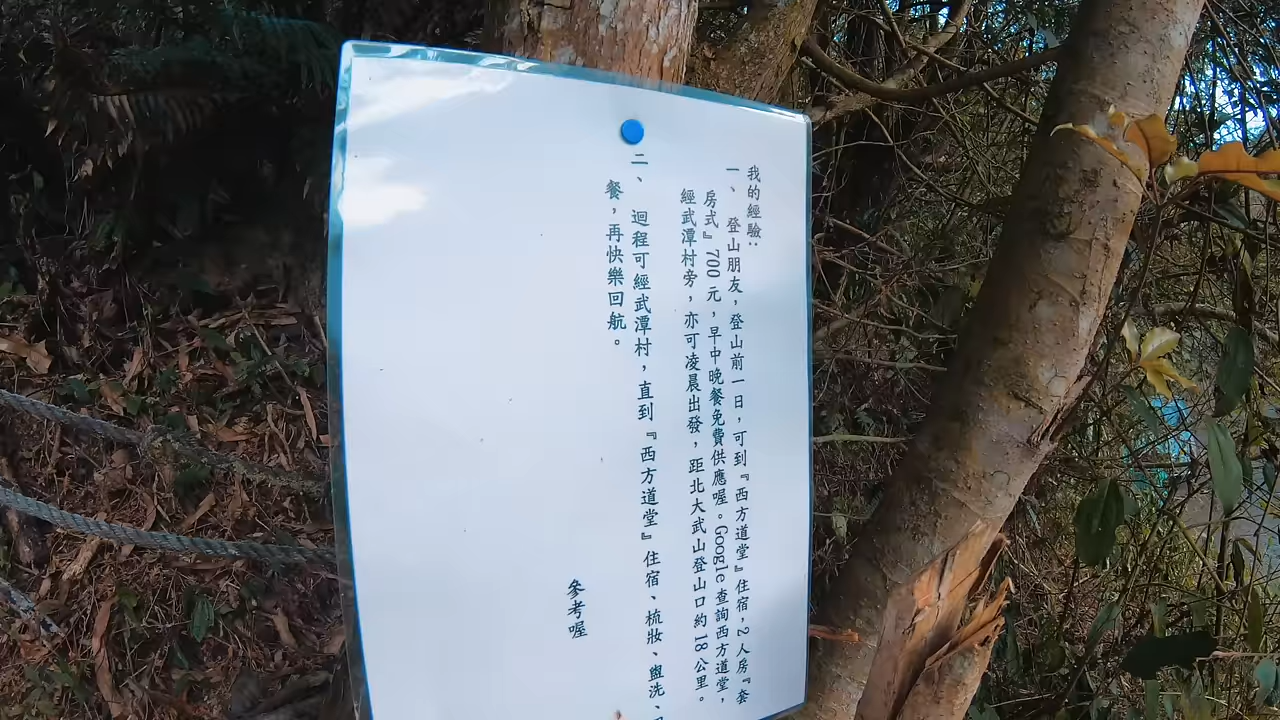 我的經驗:
一、登山朋友，登山前一日，可到『西方道堂』住宿，2人房『套
房式』700元，早中晚餐免費供應喔。Google查詢西方道堂，
經武潭村旁，亦可凌晨出發，距北大武山登山口約18公里。
二、迴程可經武潭村，直到『西方道堂』住宿、梳妝、盥洗、
餐，再快樂回航。
參考喔